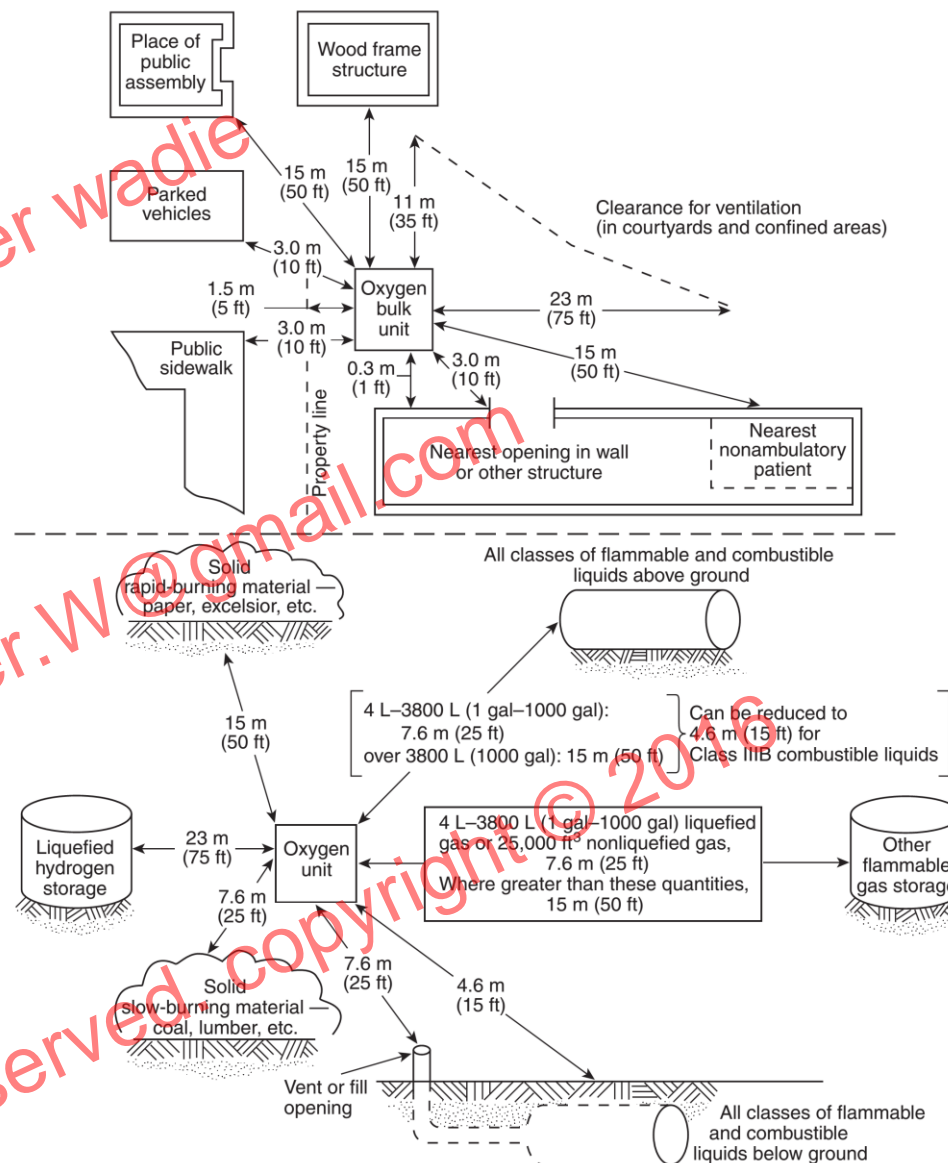 Place of
public
assembly
Wood frame
structure
15 m
(50 ft)
15 m
(50 ft)
11 m
(35 ft)
Parked
vehicles
Clearance for ventilation
(in courtyards and confined areas)
3.0 m
(10 ft)
1.5 m
(5 ft)
Oxygen
bulk
unit
23 m
(75 ft)
3.0 m
(10 ft)
Public
sidewalk
15 m
(50 ft)
0.3 m
(1 ft)
3.0 m
(10 ft)
Property line
Nearest opening in wall
or other structure
Nearest
nonambulatory
patient
Solid
rapid-burning material —
paper, excelsior, etc.
All classes of flammable and combustible
liquids above ground
15 m
(50 ft)
4 L–3800 L (1 gal–1000 gal):
7.6 m (25 ft)
over 3800 L (1000 gal): 15 m (50 ft)
Can be reduced to
4.6 m (15 ft) for
Class IIIB combustible liquids
Liquefied
hydrogen
storage
23 m
(75 ft)
Oxygen
unit
4 L–3800 L (1 gal–1000 gal) liquefied
gas or 25,000 ft³ nonliquefied gas,
7.6 m (25 ft)
Where greater than these quantities,
15 m (50 ft)
Other
flammable
gas storage
7.6 m
(25 ft)
Solid
slow-burning material —
coal, lumber, etc.
7.6 m
(25 ft)
4.6 m
(15 ft)
Vent or fill
opening
All classes of flammable
and combustible
liquids below ground
er wadie
er.W@gmail.com
served. copyright © 2016